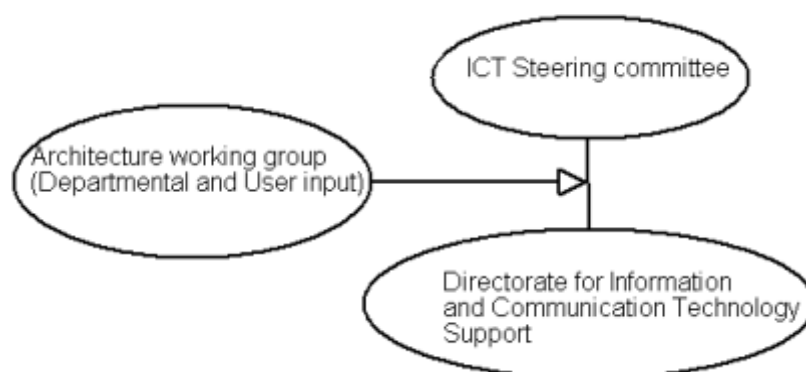 ICT Steering committee
Architecture working group
(Departmental and User input)
Directorate for Information
and Communication Technology
Support